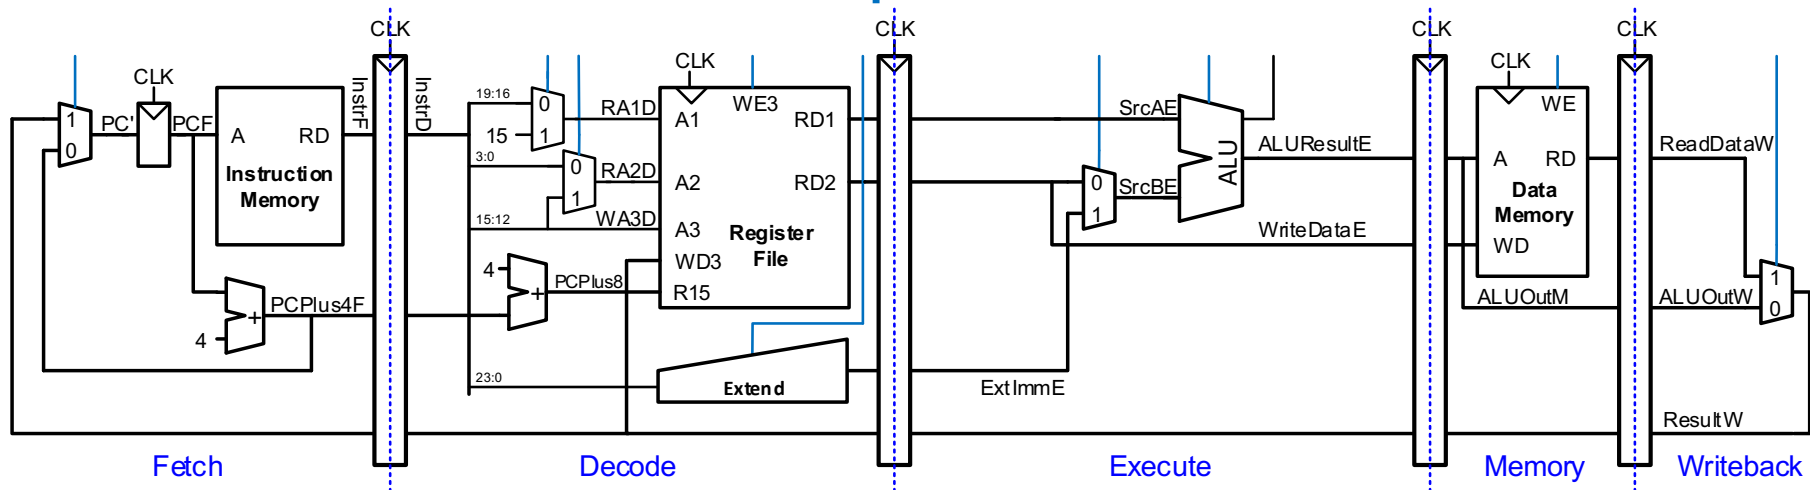 CLK
CLK
CLK
CLK
CLK
1
0
PC'
PCF
A
RD
Instruction
Memory
InstrF
4
+
PCPlus4F
InstrD
19:16
15
0
1
RA1D
3:0
0
1
RA2D
15:12
WA3D
4
+
PCPlus8
23:0
CLK
WE3
A1
RD1
A2
RD2
A3
Register
File
WD3
R15
Extend
ExtImmE
SrcAE
0
1
SrcBE
ALU
ALUResultE
WriteDataE
CLK
WE
A
RD
Data
Memory
WD
ALUOutM
ReadDataW
ALUOutW
1
0
ResultW
Fetch
Decode
Execute
Memory
Writeback